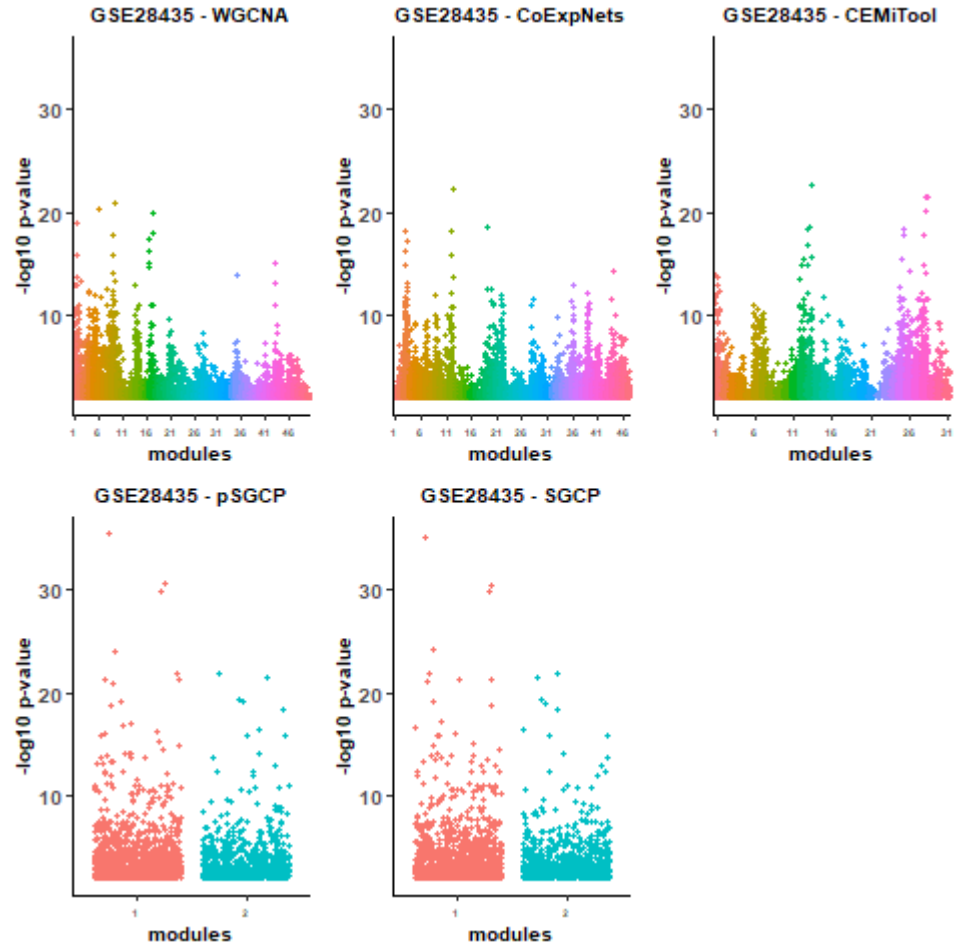 GSE28435 - WGCNA
30
20
10
-log10 p-value
1 6 11 16 21 26 31 36 41 46
modules
GSE28435 - CoExpNets
30
20
10
-log10 p-value
1 6 11 16 21 26 31 36 41 46
modules
GSE28435 - CEMiTool
30
20
10
-log10 p-value
1 6 11 16 21 26 31
modules
GSE28435 - pSGCP
30
20
10
-log10 p-value
1 2
modules
GSE28435 - SGCP
30
20
10
-log10 p-value
1 2
modules